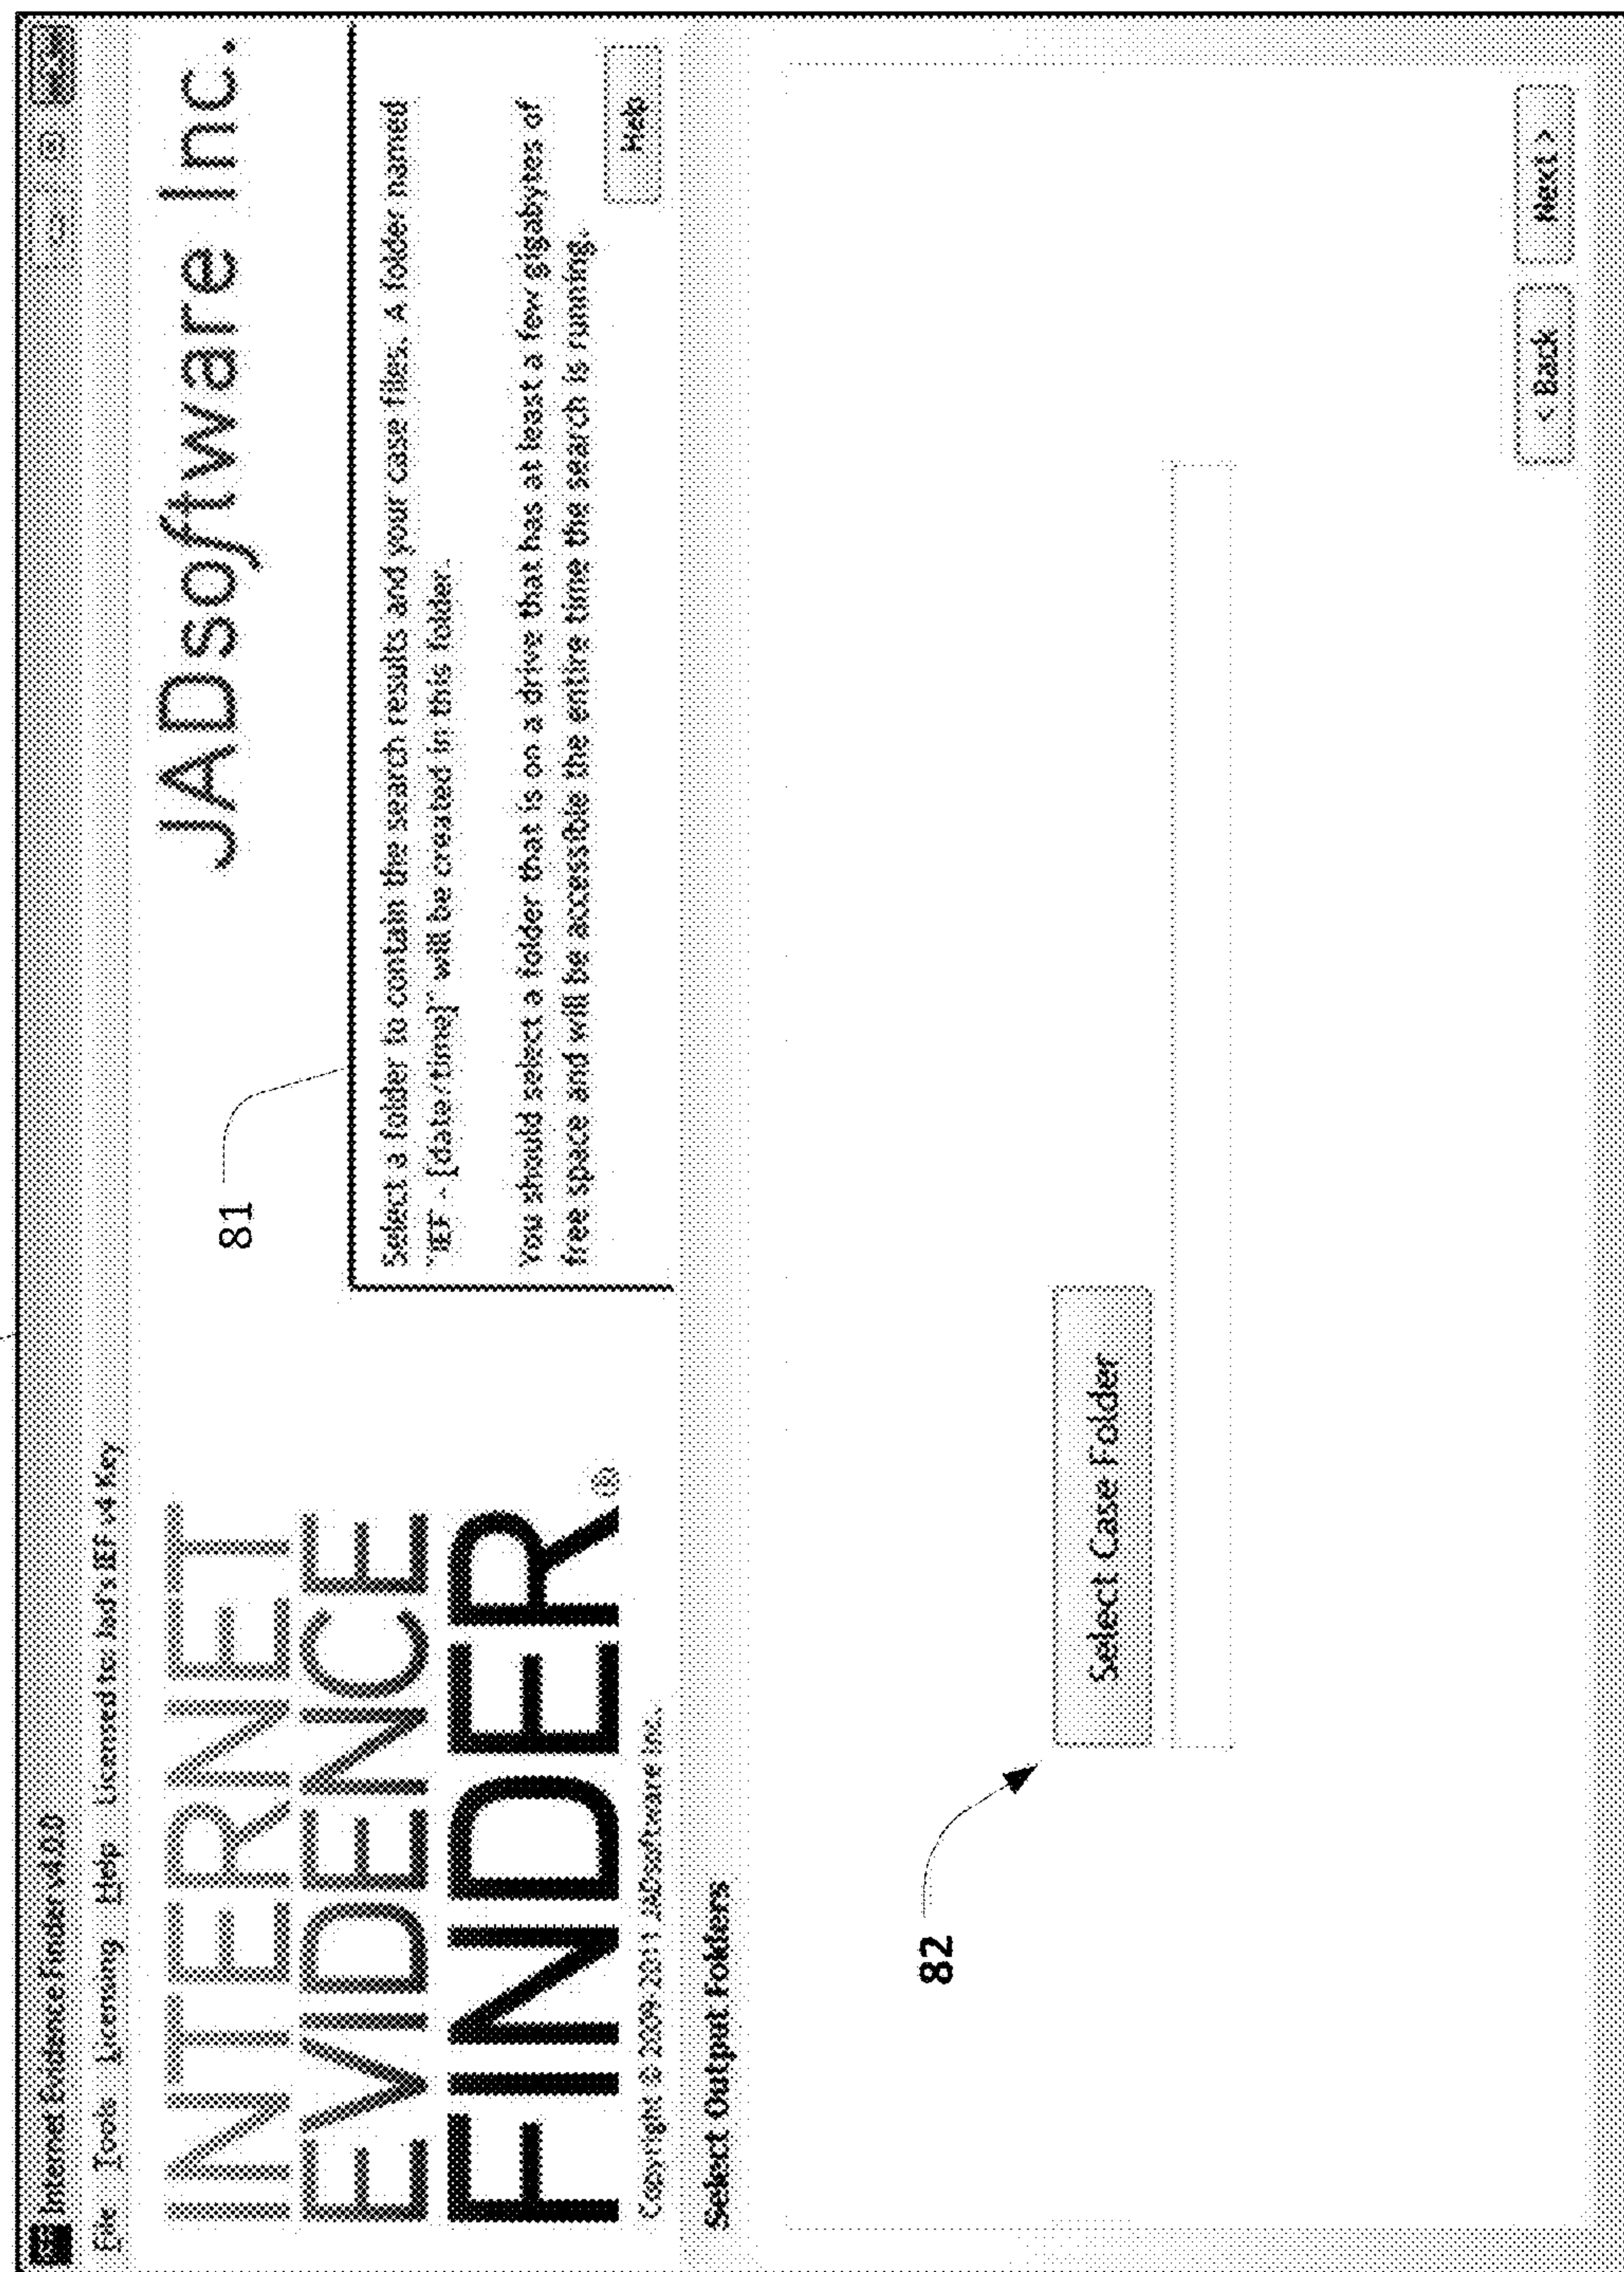 Internet Evidence Finder v4.0.0
File Tools Licensing Help Licensed to: Jad's IEF v4 Key
INTERNET
EVIDENCE
FINDER®
JADsoftware Inc.
81
Select a folder to contain the search results and your case files. A folder named
"IEF - [date/time]" will be created in this folder.
You should select a folder that is on a drive that has at least a few gigabytes of
free space and will be accessible the entire time the search is running.
Help
Copyright © 2009-2011 JADsoftware Inc.
Select Output Folders
82
Select Case Folder
< Back
Next >